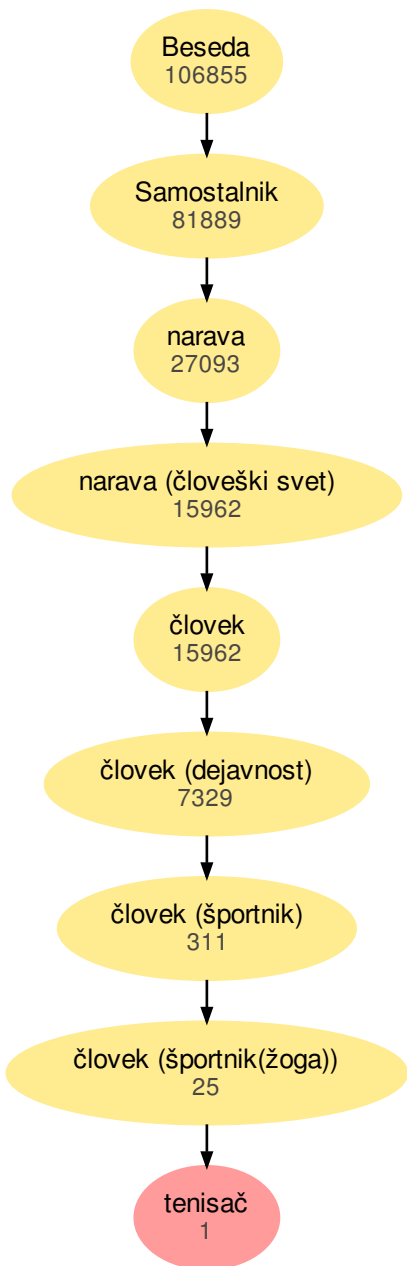 Beseda
106855
Samostalnik
81889
narava
27093
narava (človeški svet)
15962
človek
15962
človek (dejavnost)
7329
človek (športnik)
311
človek (športnik(žoga))
25
tenisač
1